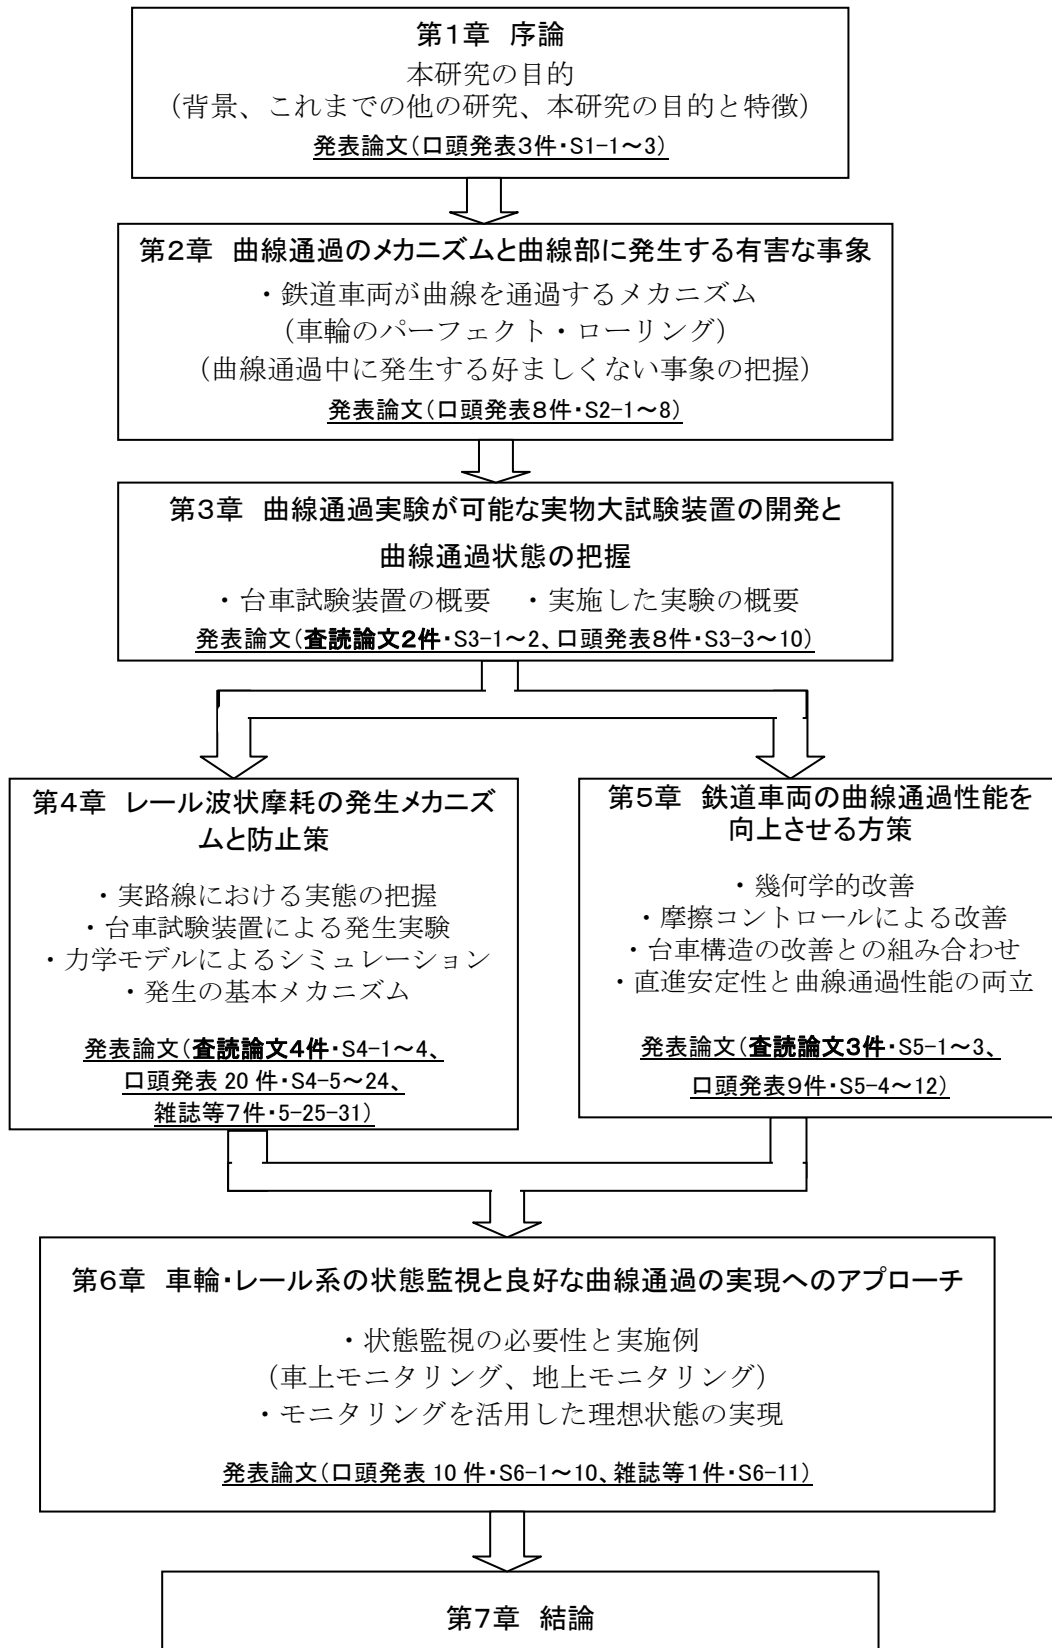 第1章 序論
本研究の目的
（背景、これまでの他の研究、本研究の目的と特徴）
発表論文（口頭発表３件・S1-1～3）
第２章 曲線通過のメカニズムと曲線部に発生する有害な事象
・鉄道車両が曲線を通過するメカニズム
（車輪のパーフェクト・ローリング）
（曲線通過中に発生する好ましくない事象の把握）
発表論文（口頭発表８件・S2-1～8）
第３章 曲線通過実験が可能な実物大試験装置の開発と
曲線通過状態の把握
・台車試験装置の概要 ・実施した実験の概要
発表論文（査読論文２件・S3-1～2、口頭発表８件・S3-3～10）
第４章 レール波状摩耗の発生メカニズ
ムと防止策
・実路線における実態の把握
・台車試験装置による発生実験
・力学モデルによるシミュレーション
・発生の基本メカニズム
発表論文（査読論文４件・S4-1～4、
口頭発表 20 件・S4-5～24、
雑誌等７件・5-25-31）
第５章 鉄道車両の曲線通過性能を
向上させる方策
・幾何学的改善
・摩擦コントロールによる改善
・台車構造の改善との組み合わせ
・直進安定性と曲線通過性能の両立
発表論文（査読論文３件・S5-1～3、
口頭発表９件・S5-4～12）
第６章 車輪・レール系の状態監視と良好な曲線通過の実現へのアプローチ
・状態監視の必要性と実施例
（車上モニタリング、地上モニタリング）
・モニタリングを活用した理想状態の実現
発表論文（口頭発表 10 件・S6-1～10、雑誌等１件・S6-11）
第７章 結論